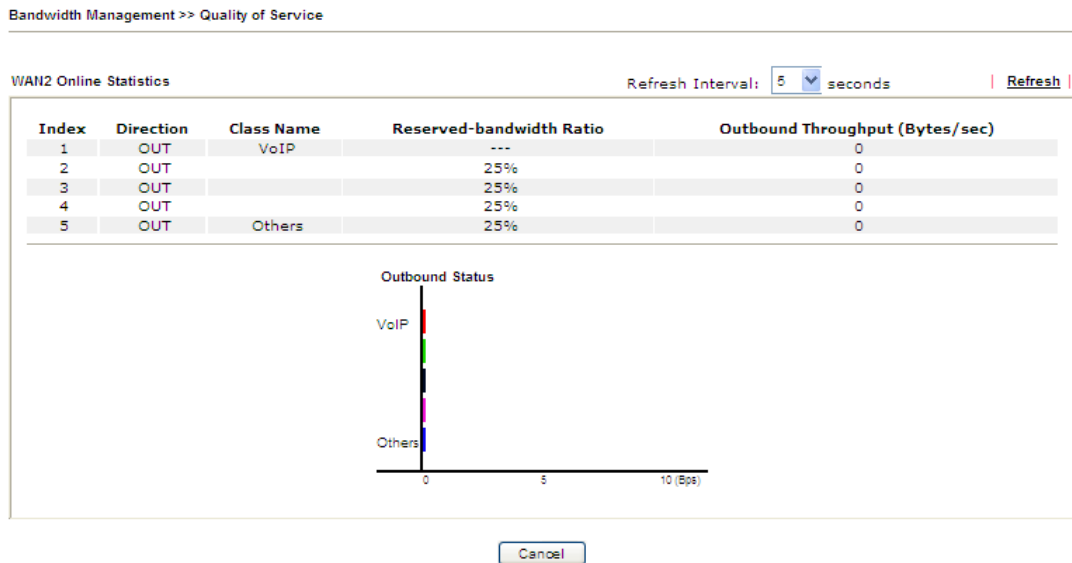 Bandwidth Management >> Quality of Service
WAN2 Online Statistics Refresh Interval: 5 seconds | Refresh |
Index Direction Class Name Reserved-bandwidth Ratio Outbound Throughput (Bytes/sec)
1 OUT VoIP --- 0
2 OUT 25% 0
3 OUT 25% 0
4 OUT 25% 0
5 OUT Others 25% 0
Outbound Status
VoIP
Others
0 5 10 (Bps)
Cancel